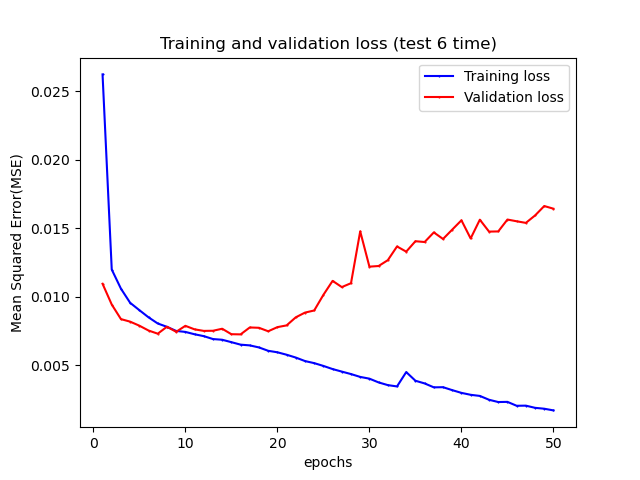 Training and validation loss (test 6 time)
Training loss
Validation loss
Mean Squared Error(MSE)
0.025
0.020
0.015
0.010
0.005
0 10 20 30 40 50
epochs